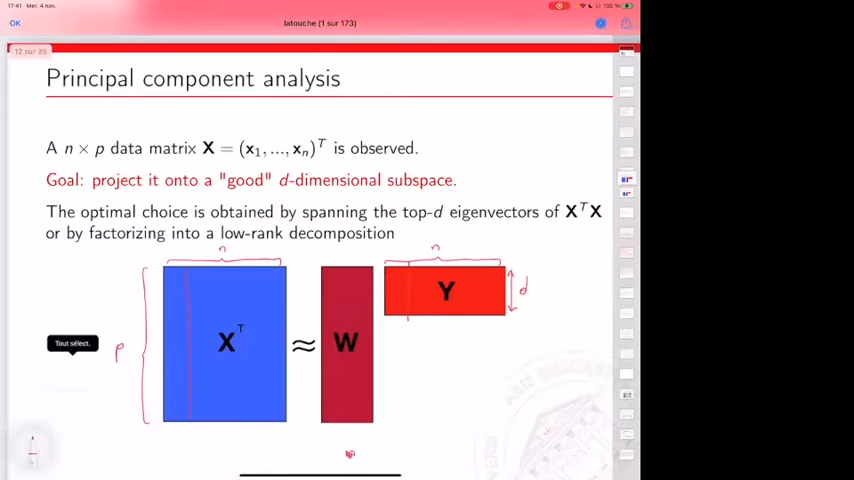 17:41 Mer. 4 nov. 100 %
OK latouche (1 sur 173)
12 sur 35
Principal component analysis
A n × p data matrix X = (x₁, ..., xₙ)ᵀ is observed.
Goal: project it onto a "good" d-dimensional subspace.
The optimal choice is obtained by spanning the top-d eigenvectors of XᵀX
or by factorizing into a low-rank decomposition
n n
Xᵀ ≈ W Y d
Tout sélect.
p